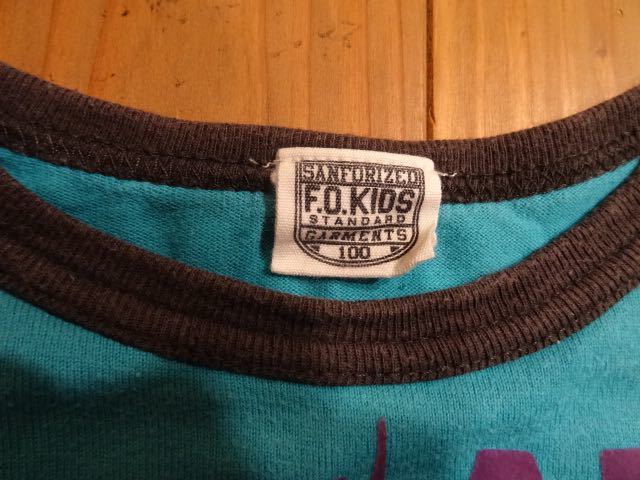 SANFORIZED
F.O.KIDS
STANDARD
GARMENTS
100